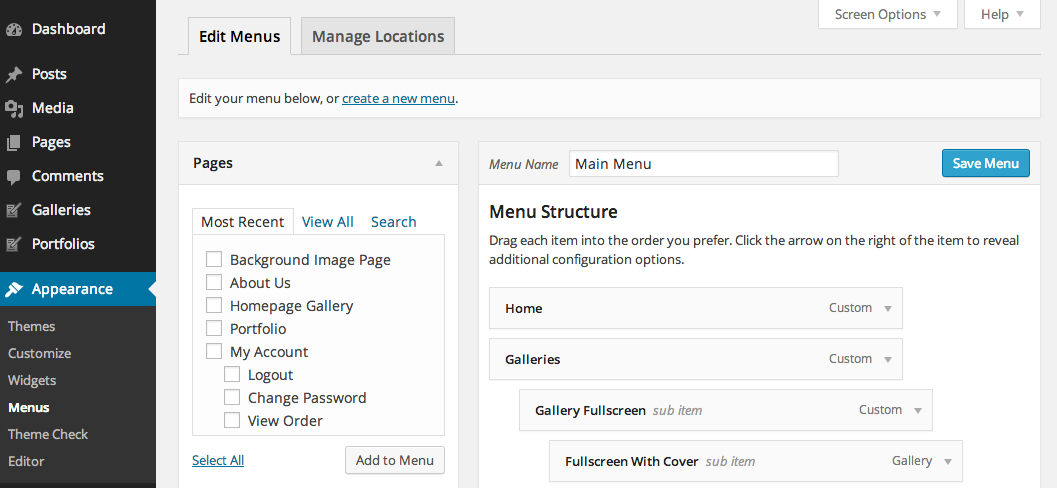 Dashboard
Posts
Media
Pages
Comments
Galleries
Portfolios
Appearance
Themes
Customize
Widgets
Menus
Theme Check
Editor
Screen Options
Help
Edit Menus
Manage Locations
Edit your menu below, or create a new menu.
Pages
Most Recent View All Search
Background Image Page
About Us
Homepage Gallery
Portfolio
My Account
Logout
Change Password
View Order
Select All
Add to Menu
Menu Name Main Menu Save Menu
Menu Structure
Drag each item into the order you prefer. Click the arrow on the right of the item to reveal
additional configuration options.
Home Custom
Galleries Custom
Gallery Fullscreen sub item Custom
Fullscreen With Cover sub item Gallery